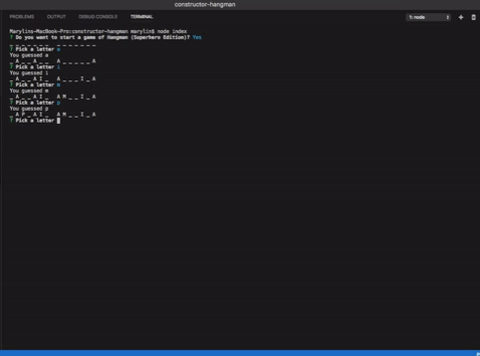 constructor-hangman
PROBLEMS OUTPUT DEBUG CONSOLE TERMINAL 1: node
Marylins-MacBook-Pro:constructor-hangman marylin$ node index
? Do you want to start a game of Hangman (Superhero Edition)? Yes
? Pick a letter a
You guessed a
_ A _ _ A _ _ A _ _ _ _ A
? Pick a letter i
You guessed i
_ A _ _ A I _ A _ _ _ I _ A
? Pick a letter m
You guessed m
_ A _ _ A I _ A M _ _ I _ A
? Pick a letter p
You guessed p
_ A P _ A I _ A M _ _ I _ A
? Pick a letter